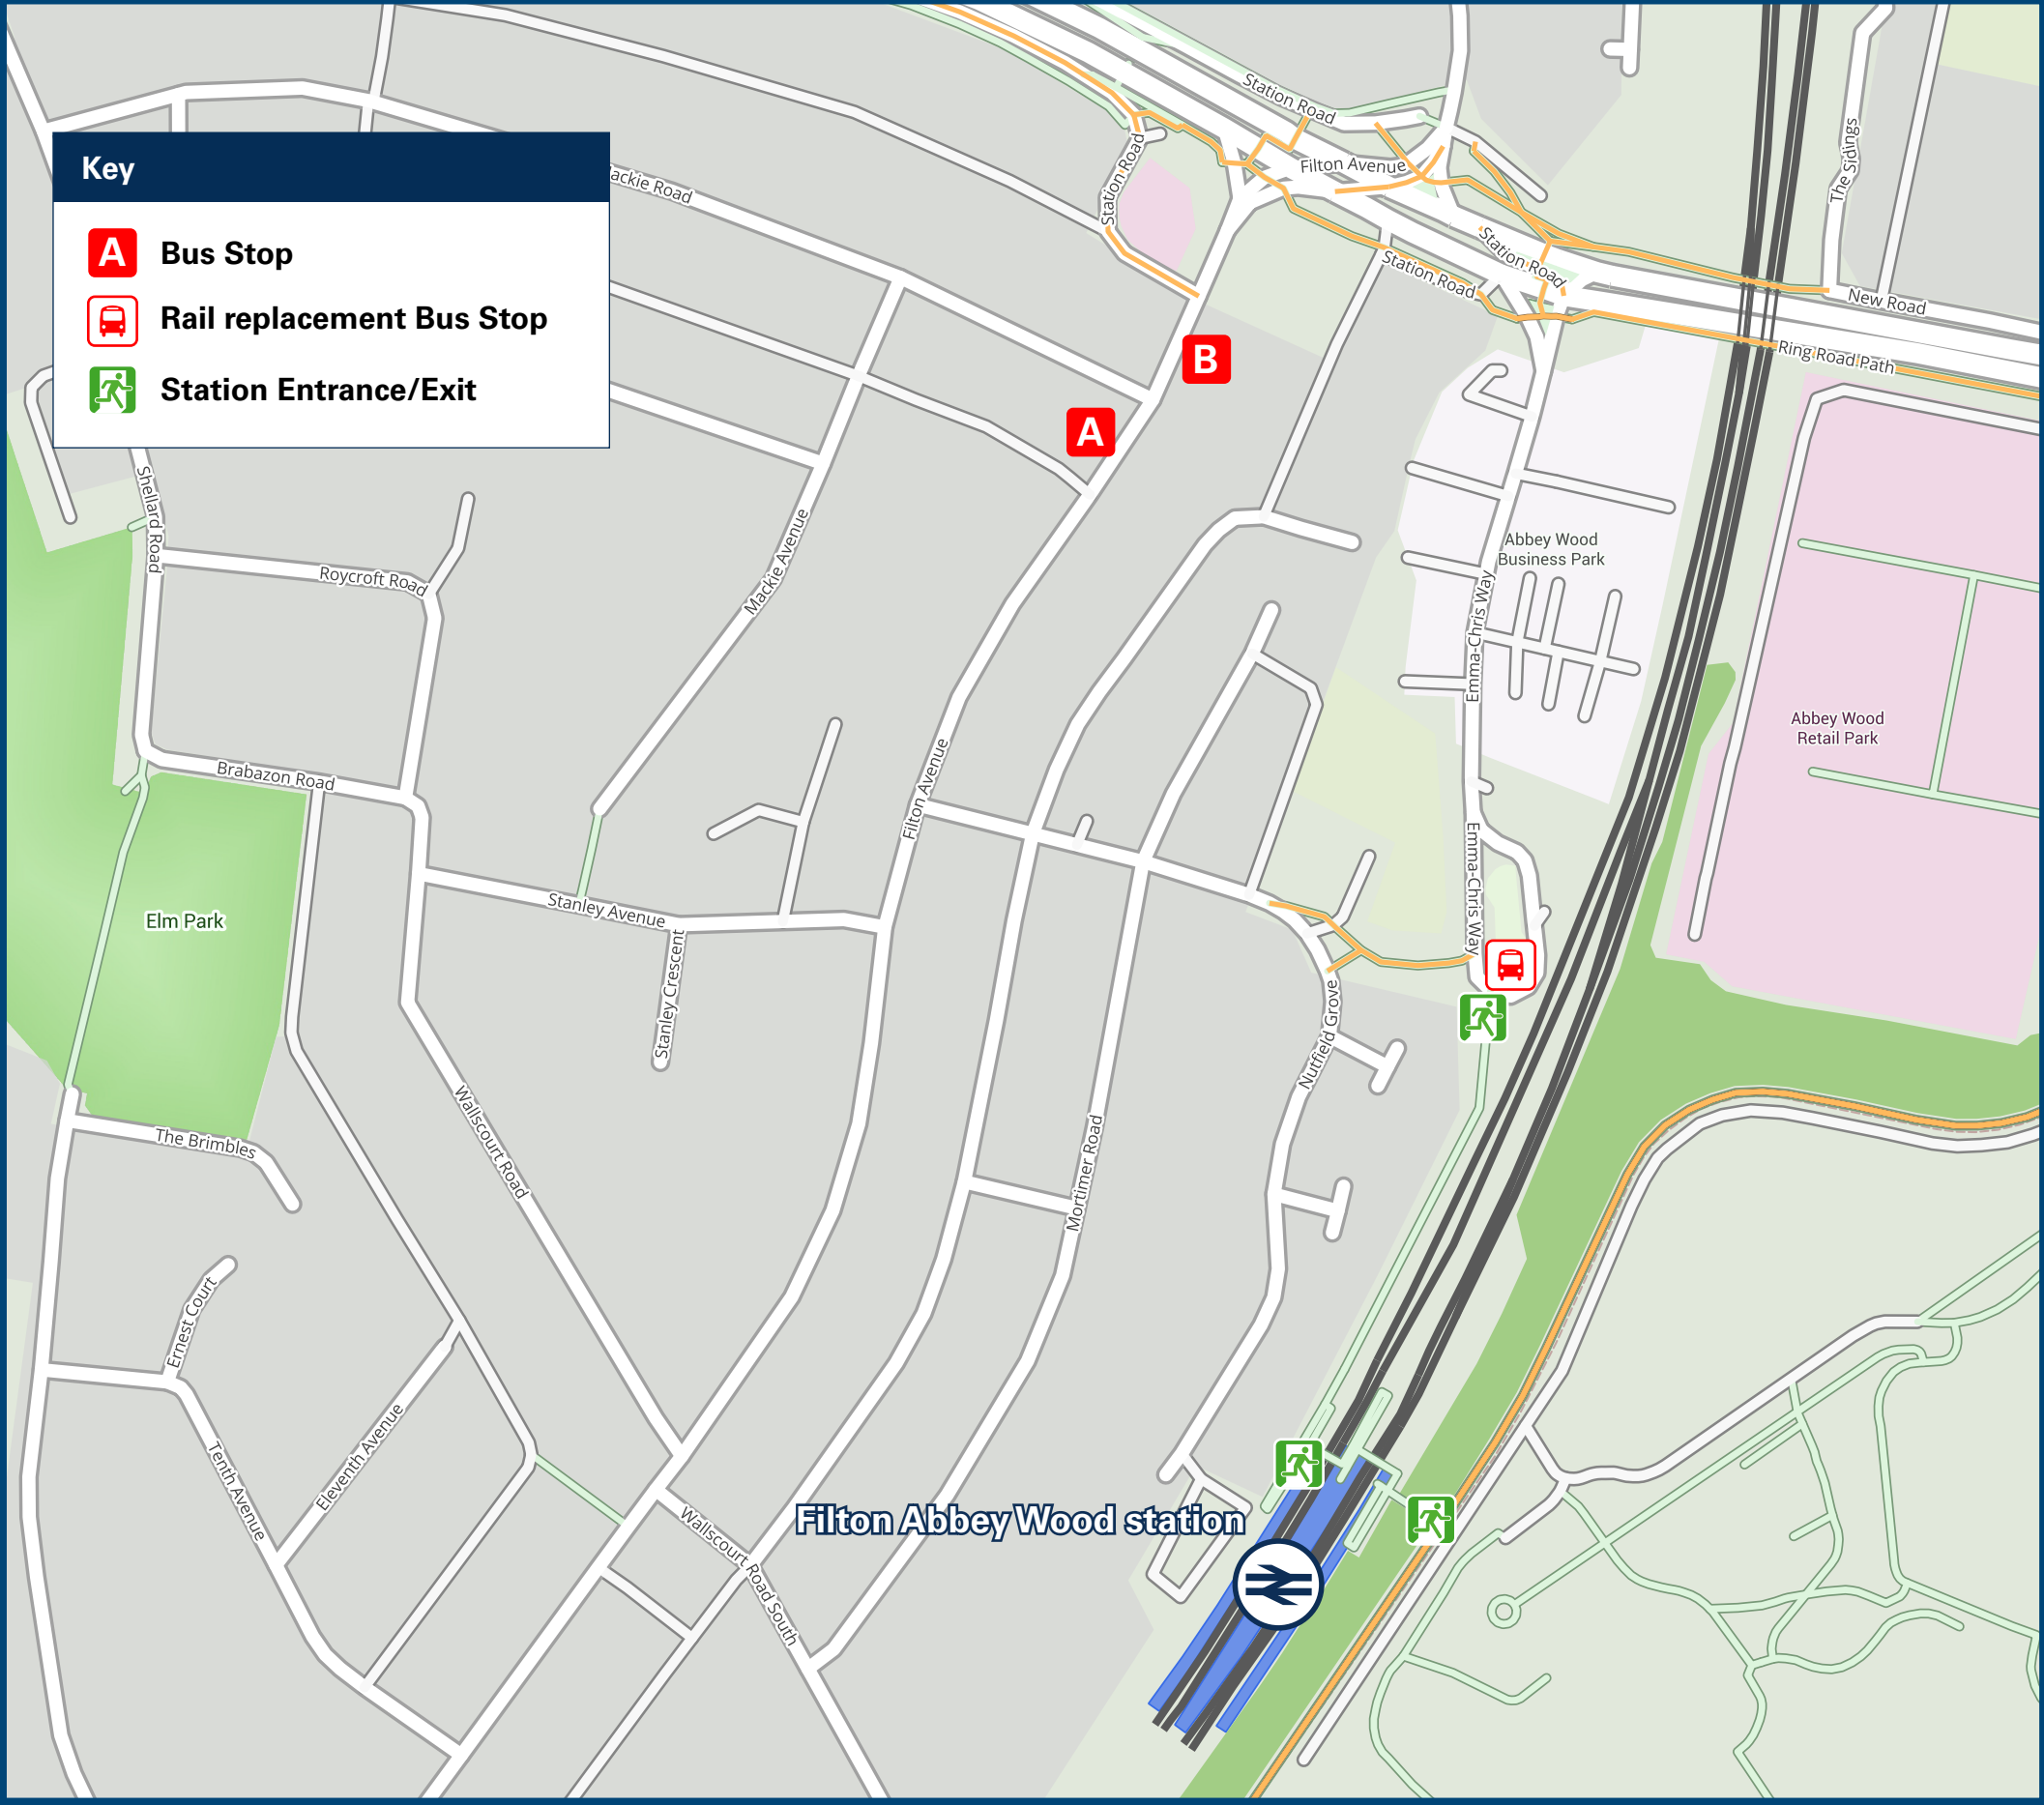 Station Road
Filton Avenue
Station Road
The Sidings
Station Road
Station Road
New Road
Ring Road Path
Key
A Bus Stop
Rail replacement Bus Stop
Station Entrance/Exit
ackie Road
B
A
Shellard Road
Roycroft Road
Mackie Avenue
Abbey Wood
Business Park
Emma-Chris Way
Abbey Wood
Retail Park
Brabazon Road
Filton Avenue
Emma-Chris Way
Elm Park
Stanley Avenue
Stanley Crescent
Nutfield Grove
The Brimbles
Wallscourt Road
Mortimer Road
Ernest Court
Eleventh Avenue
Tenth Avenue
Filton Abbey Wood station
Wallscourt Road South